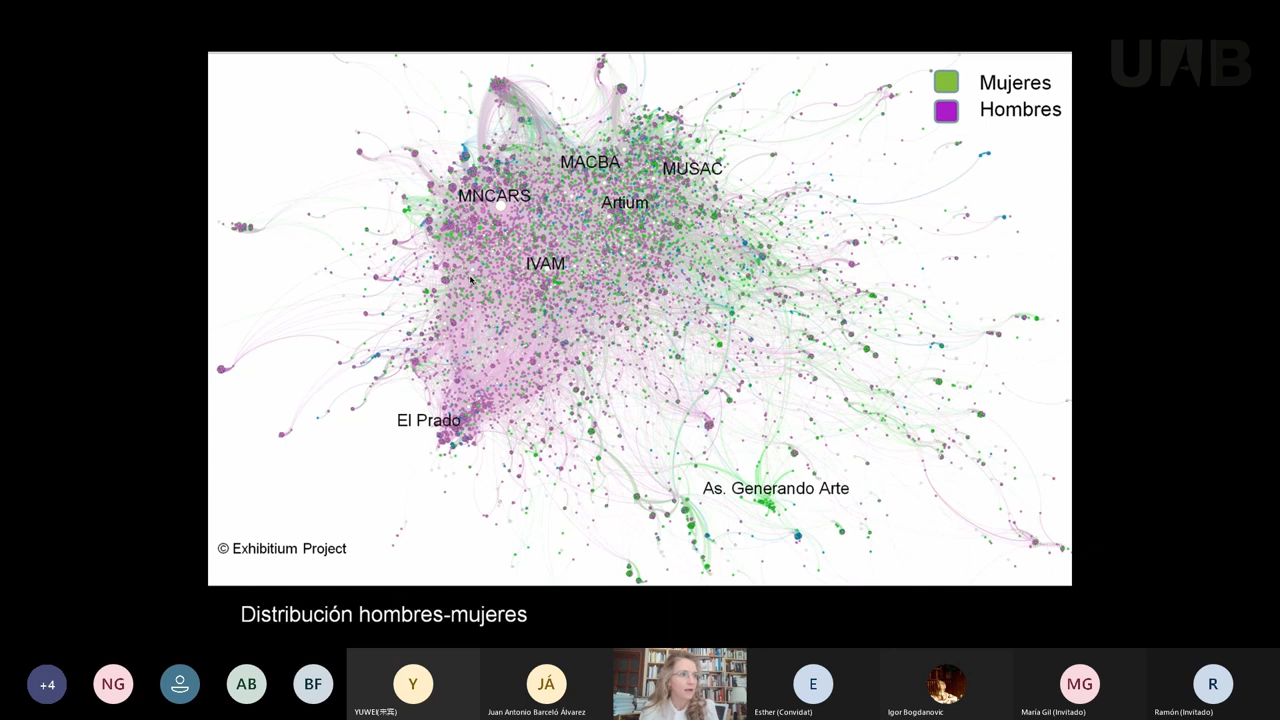 UAB
Mujeres
Hombres
MACBA
MUSAC
MNCARS
Artium
IVAM
El Prado
As. Generando Arte
© Exhibitium Project
Distribución hombres-mujeres
+4
NG
AB
BF
Y
JÁ
E
MG
R
Juan Antonio Barceló Álvarez
Esther (Convidat)
Igor Bogdanovic
María Gil (Invitado)
Ramón (Invitado)